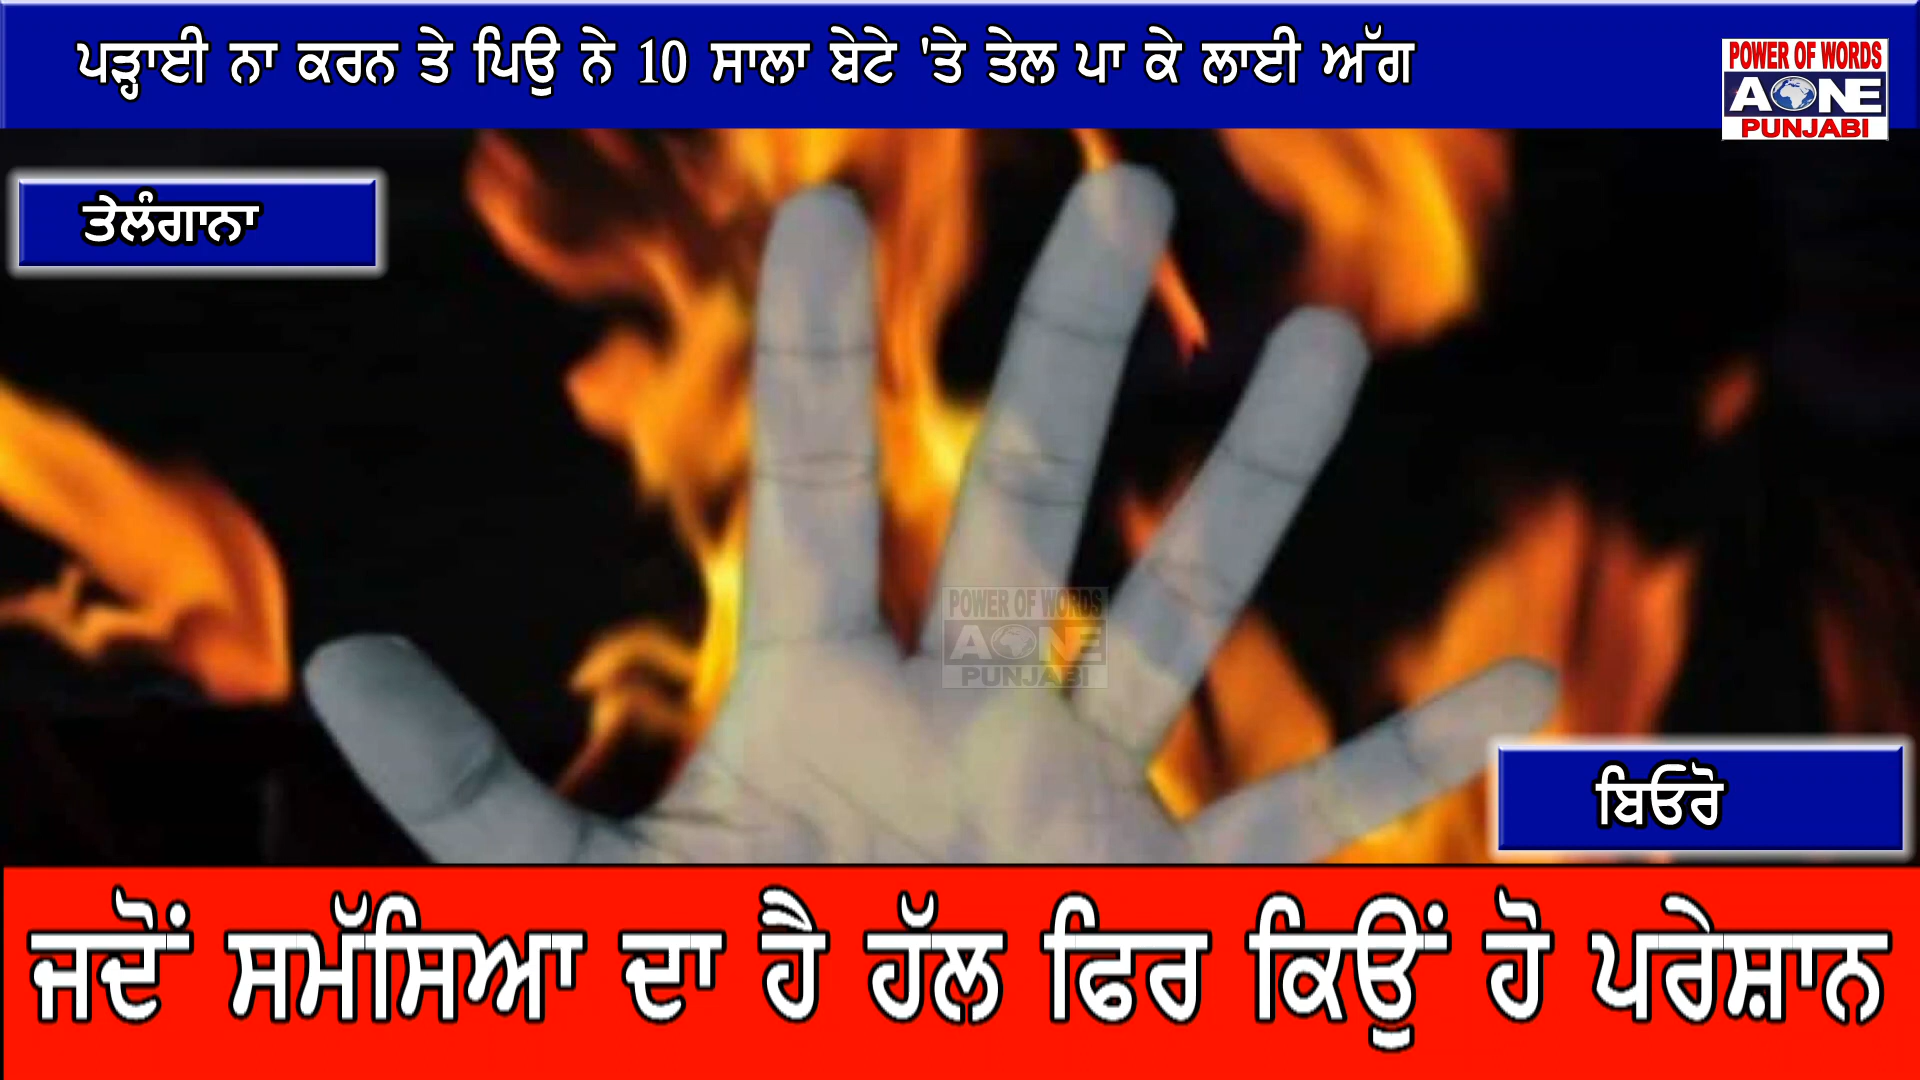 ਪੜ੍ਹਾਈ ਨਾ ਕਰਨ ਤੇ ਪਿਉ ਨੇ 10 ਸਾਲਾ ਬੇਟੇ 'ਤੇ ਤੇਲ ਪਾ ਕੇ ਲਾਈ ਅੱਗ
POWER OF WORDS
AONE
PUNJABI
ਤੇਲੰਗਾਨਾ
POWER OF WORDS
AONE
PUNJABI
ਬਿਓਰੋ
ਜਦੋਂ ਸਮੱਸਿਆ ਦਾ ਹੈ ਹੱਲ ਫਿਰ ਕਿਉਂ ਹੋ ਪਰੇਸ਼ਾਨ